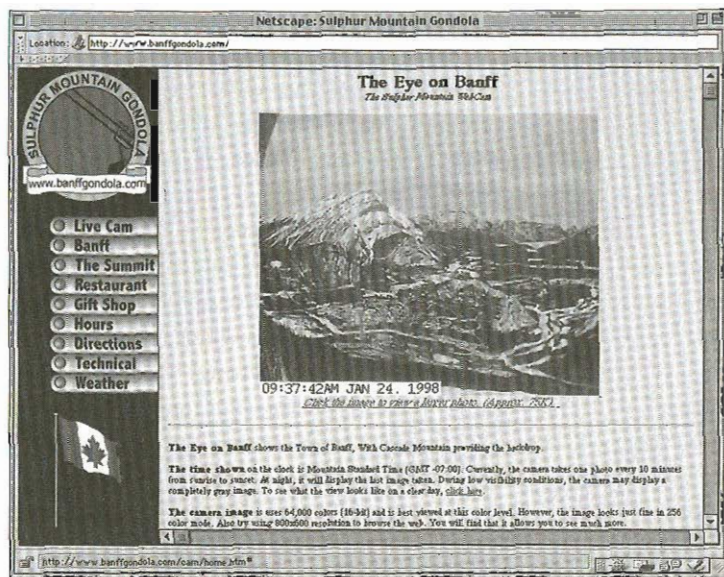 Netscape: Sulphur Mountain Gondola
Location: http://www.banffgondola.com/
SULPHUR MOUNTAIN GONDOLA
www.banffgondola.com
Live Cam
Banff
The Summit
Restaurant
Gift Shop
Hours
Directions
Technical
Weather
The Eye on Banff
The Sulphur Mountain WebCam
09:37:42AM JAN 24. 1998
Click the image to view a larger photo. (Approx. 75K)
The Eye on Banff shows the Town of Banff, With Cascade Mountain providing the backdrop.
The time shown on the clock is Mountain Standard Time [GMT -07:00]. Currently, the camera takes one photo every 10 minutes
from sunrise to sunset. At night, it will display the last image taken. During low visibility conditions, the camera may display a
completely gray image. To see what the view looks like on a clear day, click here.
The camera image is uses 64,000 colors [16-bit] and is best viewed at this color level. However, the image looks just fine in 256
color mode. Also try using 800x600 resolution to browse the web. You will find that it allows you to see much more.
http://www.banffgondola.com/cam/home.htm